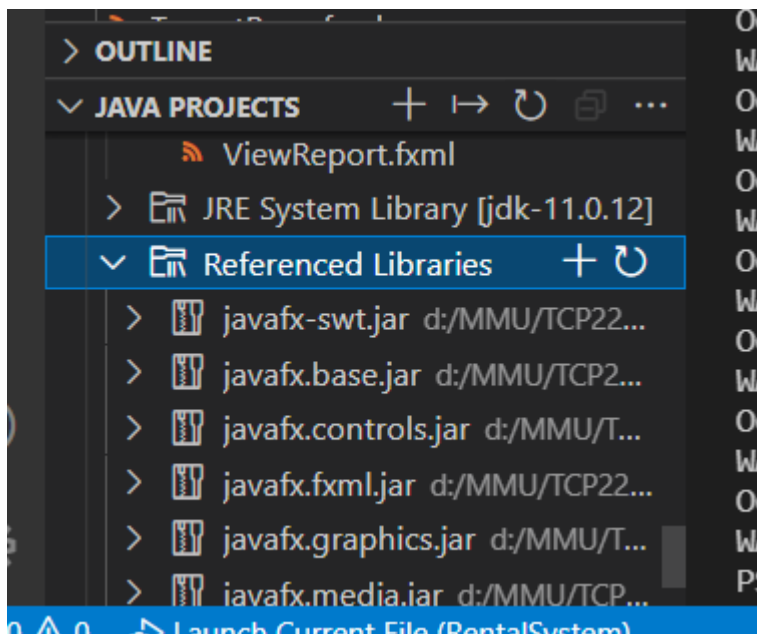 OUTLINE
JAVA PROJECTS
ViewReport.fxml
JRE System Library [jdk-11.0.12]
Referenced Libraries
javafx-swt.jar d:/MMU/TCP22...
javafx.base.jar d:/MMU/TCP2...
javafx.controls.jar d:/MMU/T...
javafx.fxml.jar d:/MMU/TCP22...
javafx.graphics.jar d:/MMU/T...
javafx.media.jar d:/MMU/TCP...
0 Launch Current File (RentalSystem)